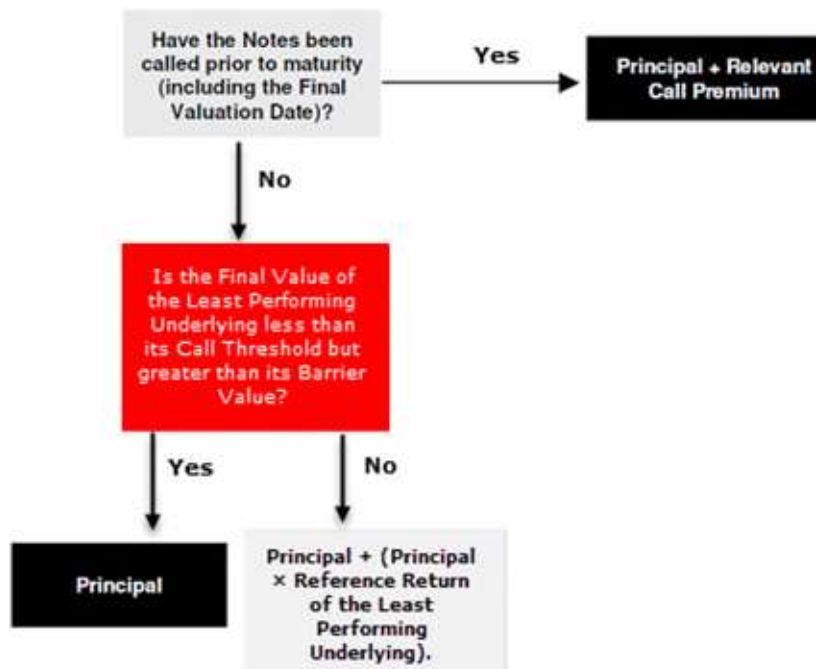 Have the Notes been
called prior to maturity
(including the Final
Valuation Date)?
Yes
Principal + Relevant
Call Premium
No
Is the Final Value of
the Least Performing
Underlying less than
its Call Threshold but
greater than its Barrier
Value?
Yes
No
Principal
Principal + (Principal
× Reference Return
of the Least
Performing
Underlying).